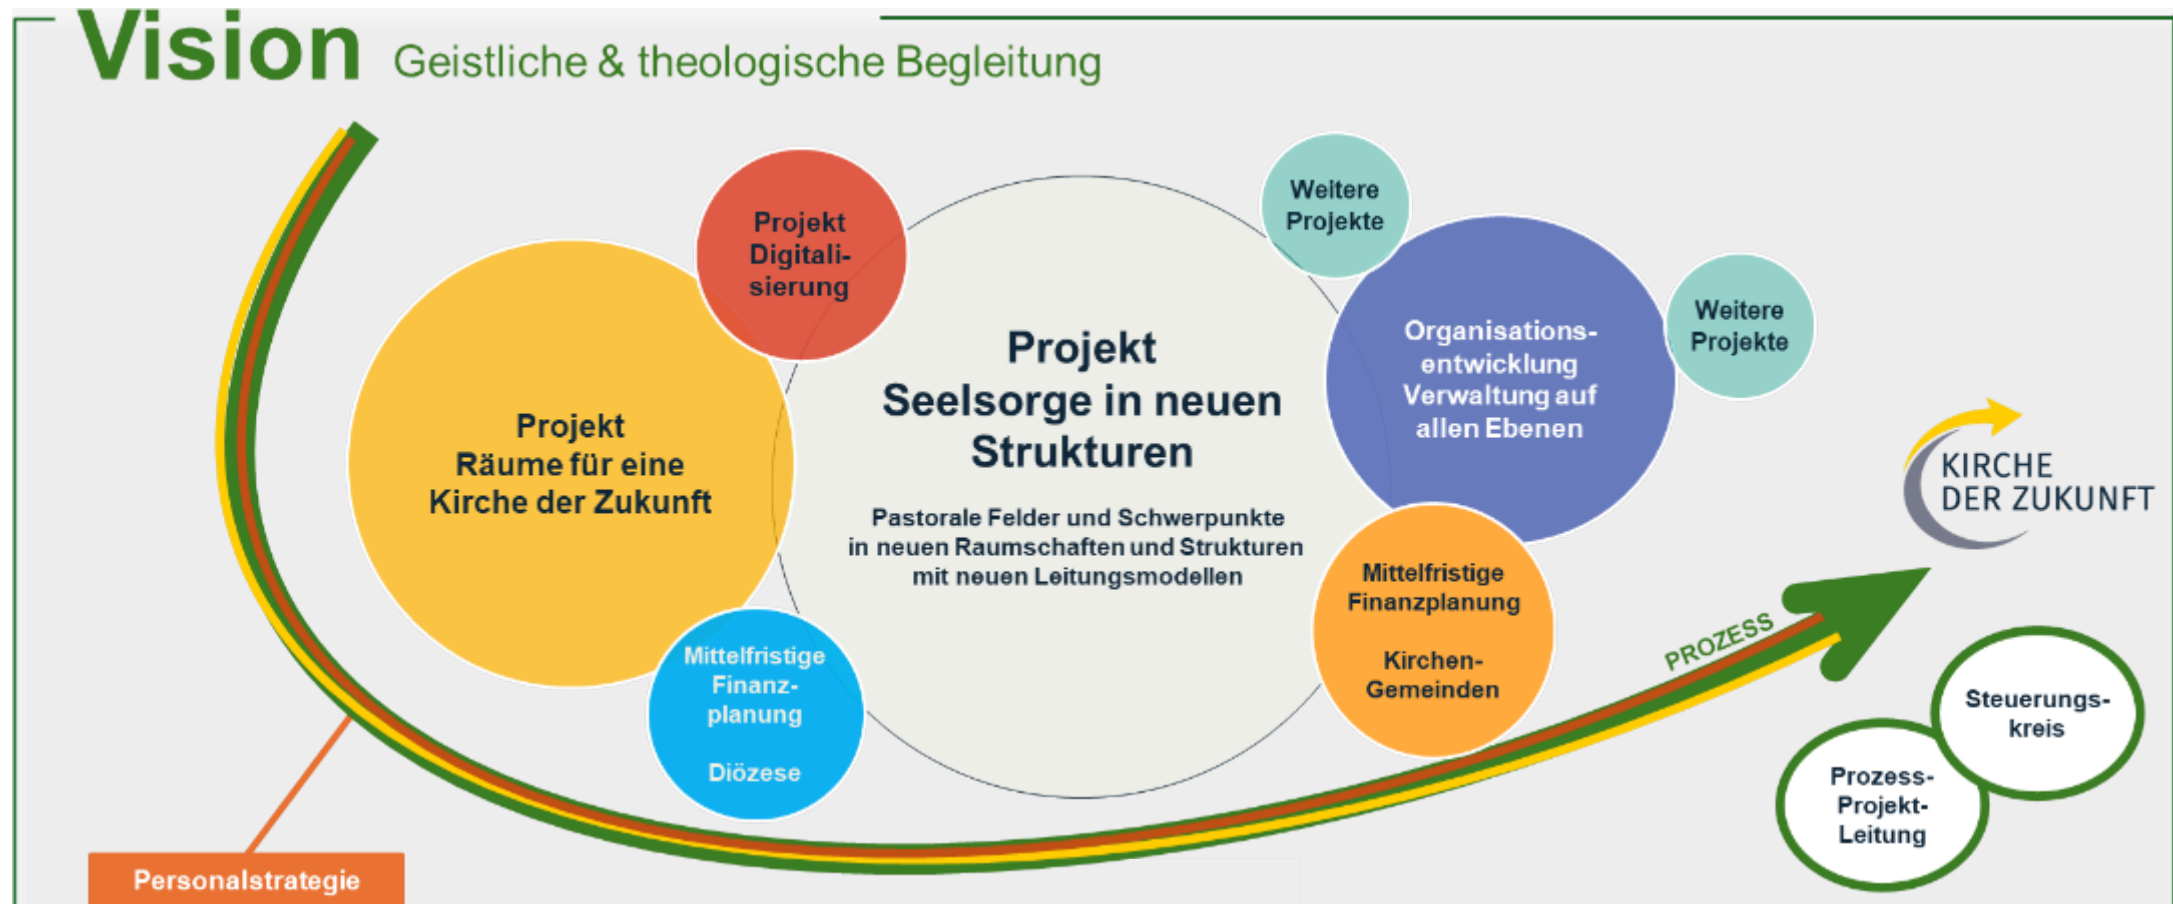 Vision Geistliche & theologische Begleitung
Projekt
Digitali-
sierung
Weitere
Projekte
Weitere
Projekte
Organisations-
entwicklung
Verwaltung auf
allen Ebenen
Projekt
Räume für eine
Kirche der Zukunft
Projekt
Seelsorge in neuen
Strukturen
Pastorale Felder und Schwerpunkte
in neuen Raumschaften und Strukturen
mit neuen Leitungsmodellen
KIRCHE
DER ZUKUNFT
Mittelfristige
Finanzplanung
Kirchen-
Gemeinden
Mittelfristige
Finanz-
planung
Diözese
PROZESS
Steuerungs-
kreis
Prozess-
Projekt-
Leitung
Personalstrategie